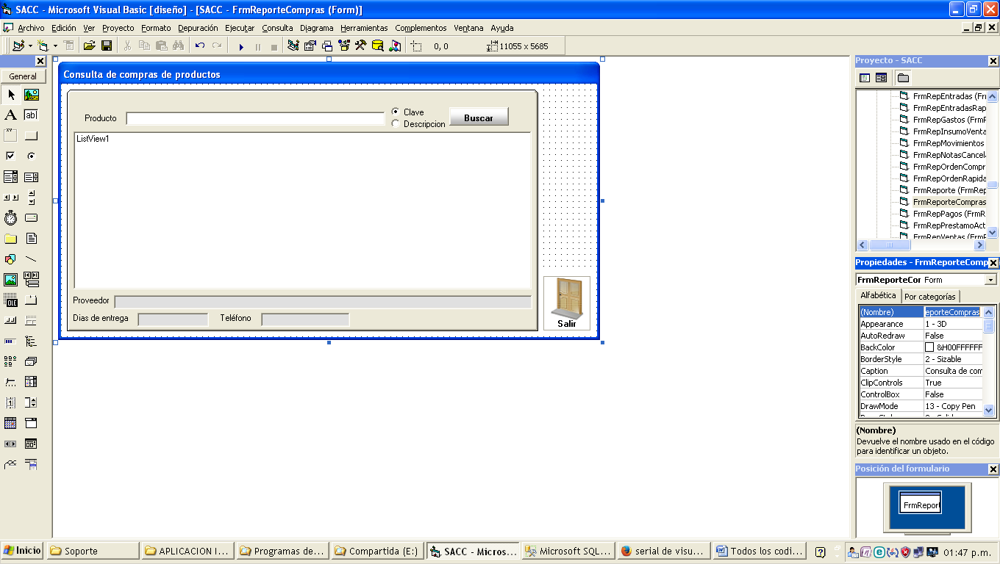 SACC - Microsoft Visual Basic [diseño] - [SACC - FrmReporteCompras (Form)]
Archivo Edición Ver Proyecto Formato Depuración Ejecutar Consulta Diagrama Herramientas Complementos Ventana Ayuda
0, 0 11055 x 5685
General
A ab|
OLE
Consulta de compras de productos
Producto
Clave
Descripcion
Buscar
ListView1
Proveedor
Dias de entrega Teléfono
Salir
Proyecto - SACC
FrmRepEntradas (Fr
FrmRepEntradasRap
FrmRepGastos (FrmF
FrmRepInsumoVenta
FrmRepMovimientos
FrmRepNotasCancela
FrmRepOrdenCompr
FrmRepOrdenRapida
FrmReporte (FrmRep
FrmReporteCompras
FrmRepPagos (FrmR
FrmRepPrestamoAct
FrmRepVentas (FrmF
Propiedades - FrmReporteComp
FrmReporteCor Form
Alfabética Por categorías
(Nombre) eporteCompras
Appearance 1 - 3D
AutoRedraw False
BackColor &H00FFFFFF
BorderStyle 2 - Sizable
Caption Consulta de com
ClipControls True
ControlBox False
DrawMode 13 - Copy Pen
(Nombre)
Devuelve el nombre usado en el código
para identificar un objeto.
Posición del formulario
FrmReport
Inicio Soporte APLICACION I... Programas de... Compartida (E:) SACC - Micros... Microsoft SQL... serial de visu... Todos los codi... 01:47 p.m.